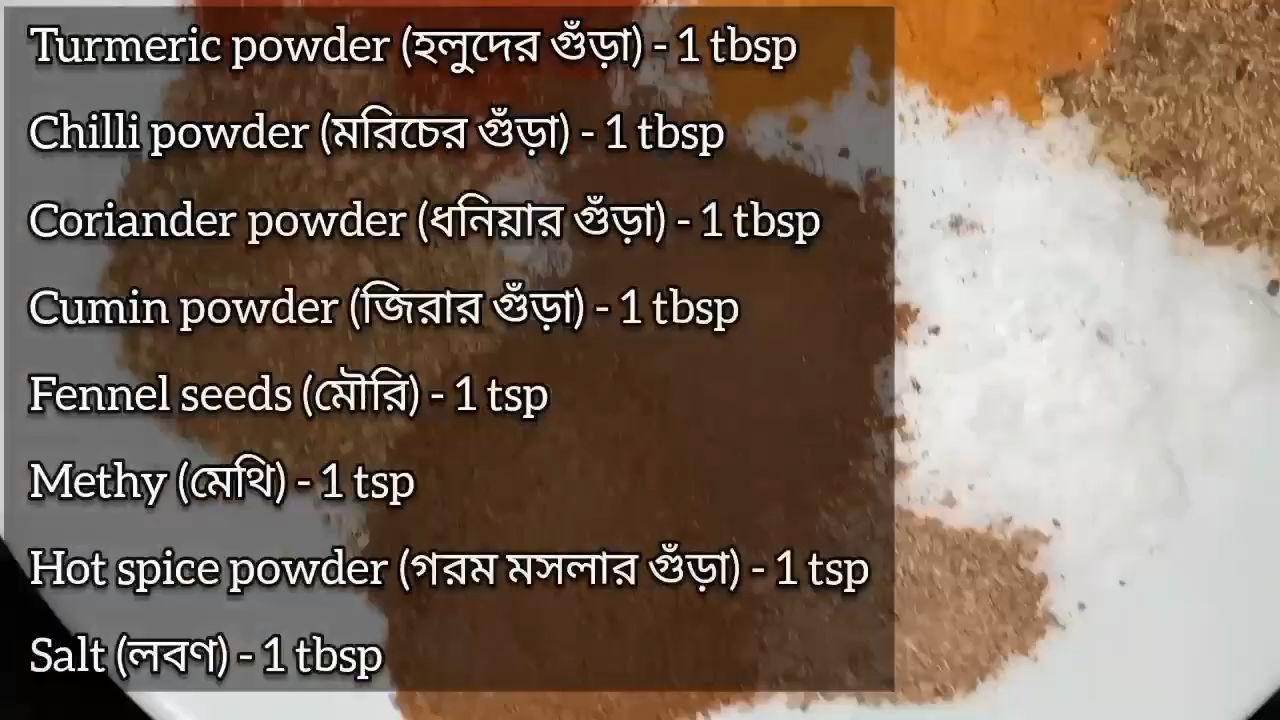 Turmeric powder (হলুদের গুঁড়া) - 1 tbsp
Chilli powder (মরিচের গুঁড়া) - 1 tbsp
Coriander powder (ধনিয়ার গুঁড়া) - 1 tbsp
Cumin powder (জিরার গুঁড়া) - 1 tbsp
Fennel seeds (মৌরি) - 1 tsp
Methy (মেথি) - 1 tsp
Hot spice powder (গরম মসলার গুঁড়া) - 1 tsp
Salt (লবণ) - 1 tbsp